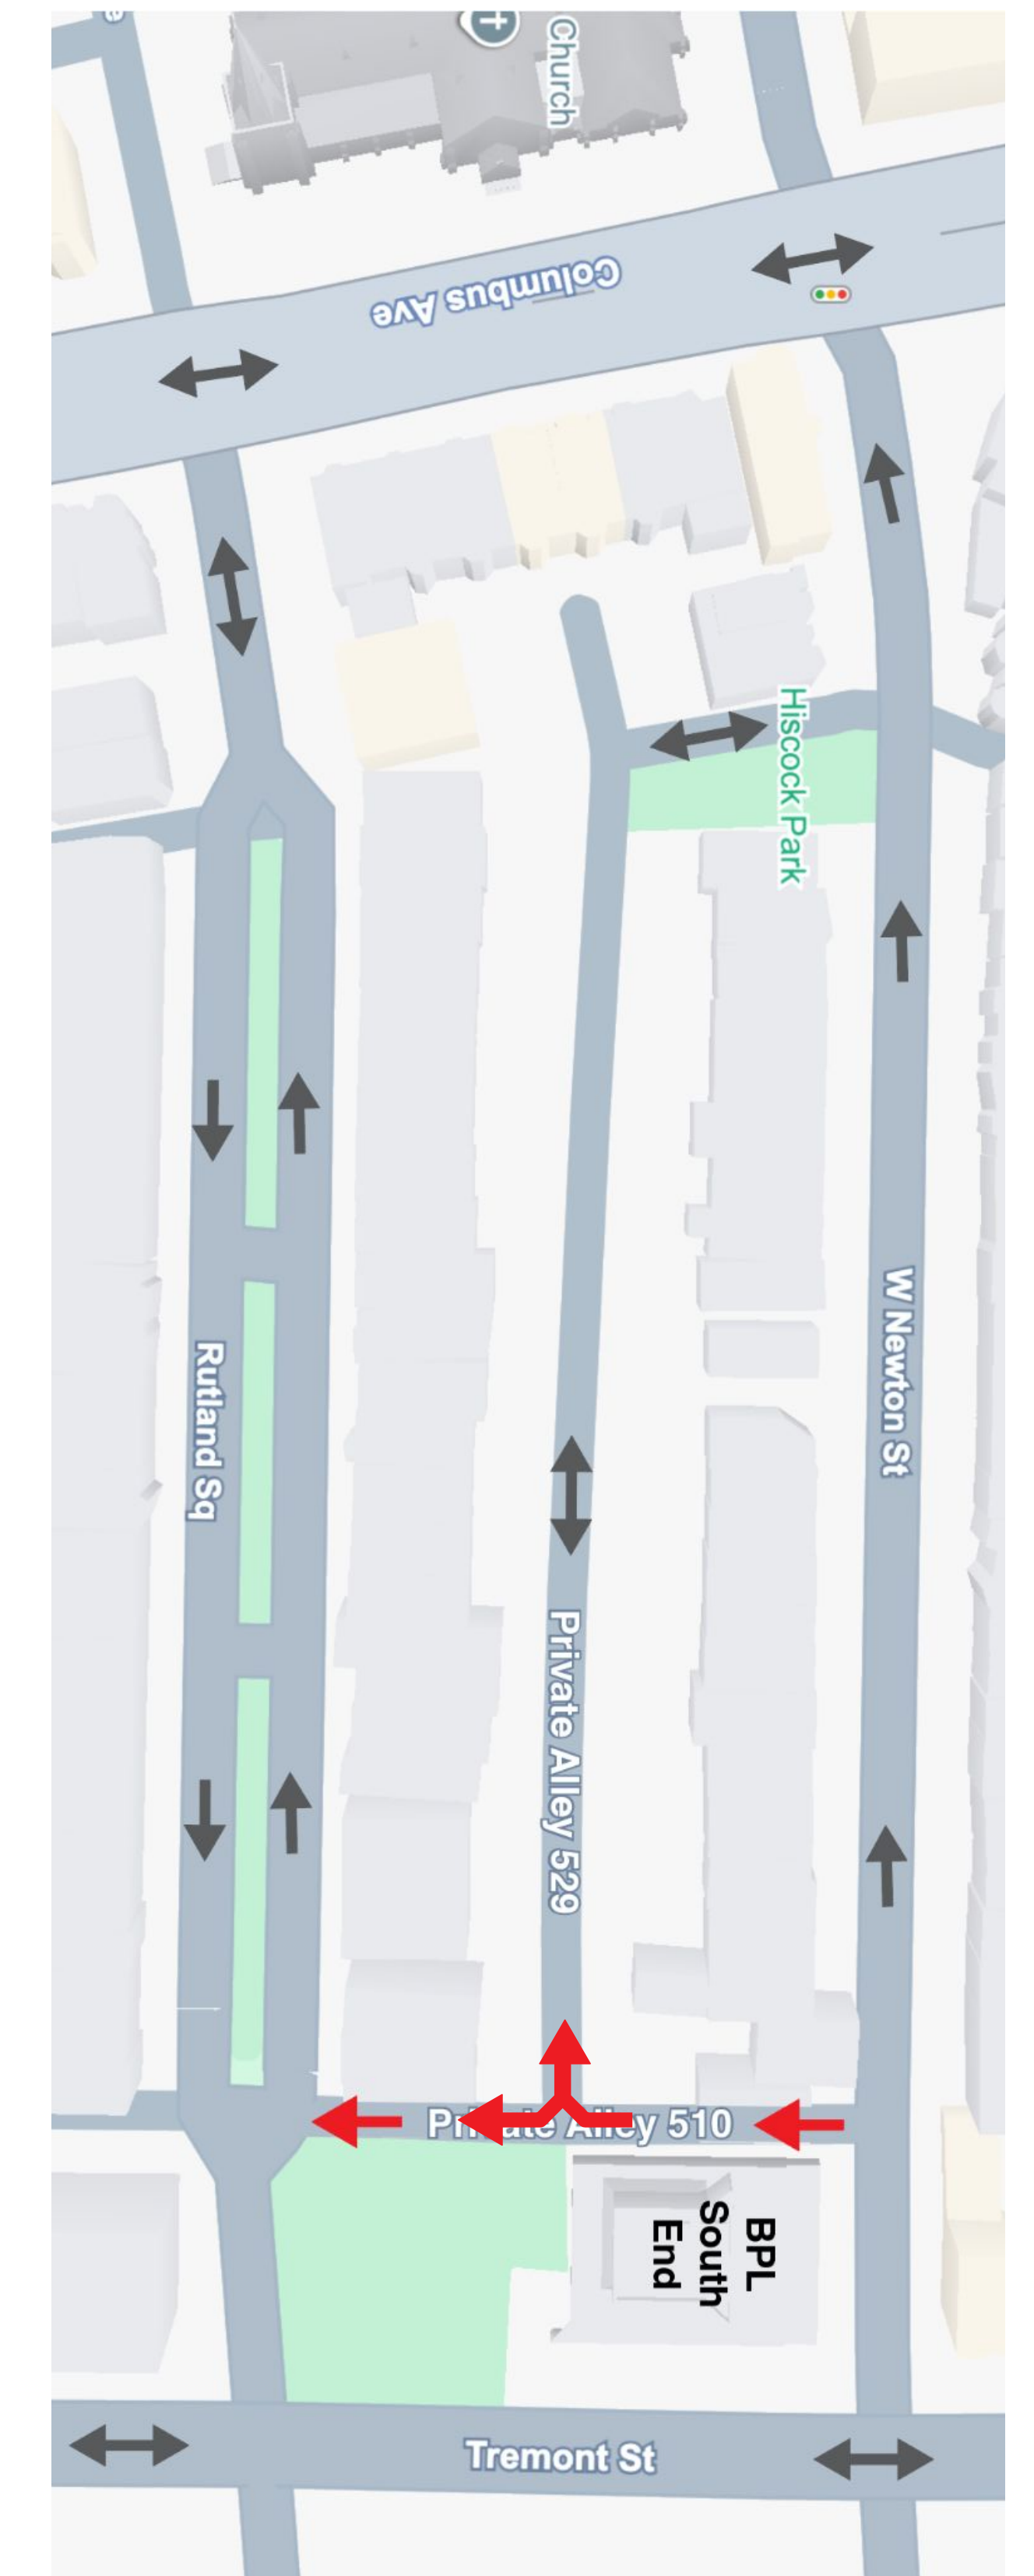 Church
Columbus Ave
Hiscock Park
W Newton St
Rutland Sq
Private Alley 529
Private Alley 510
BPL
South
End
Tremont St